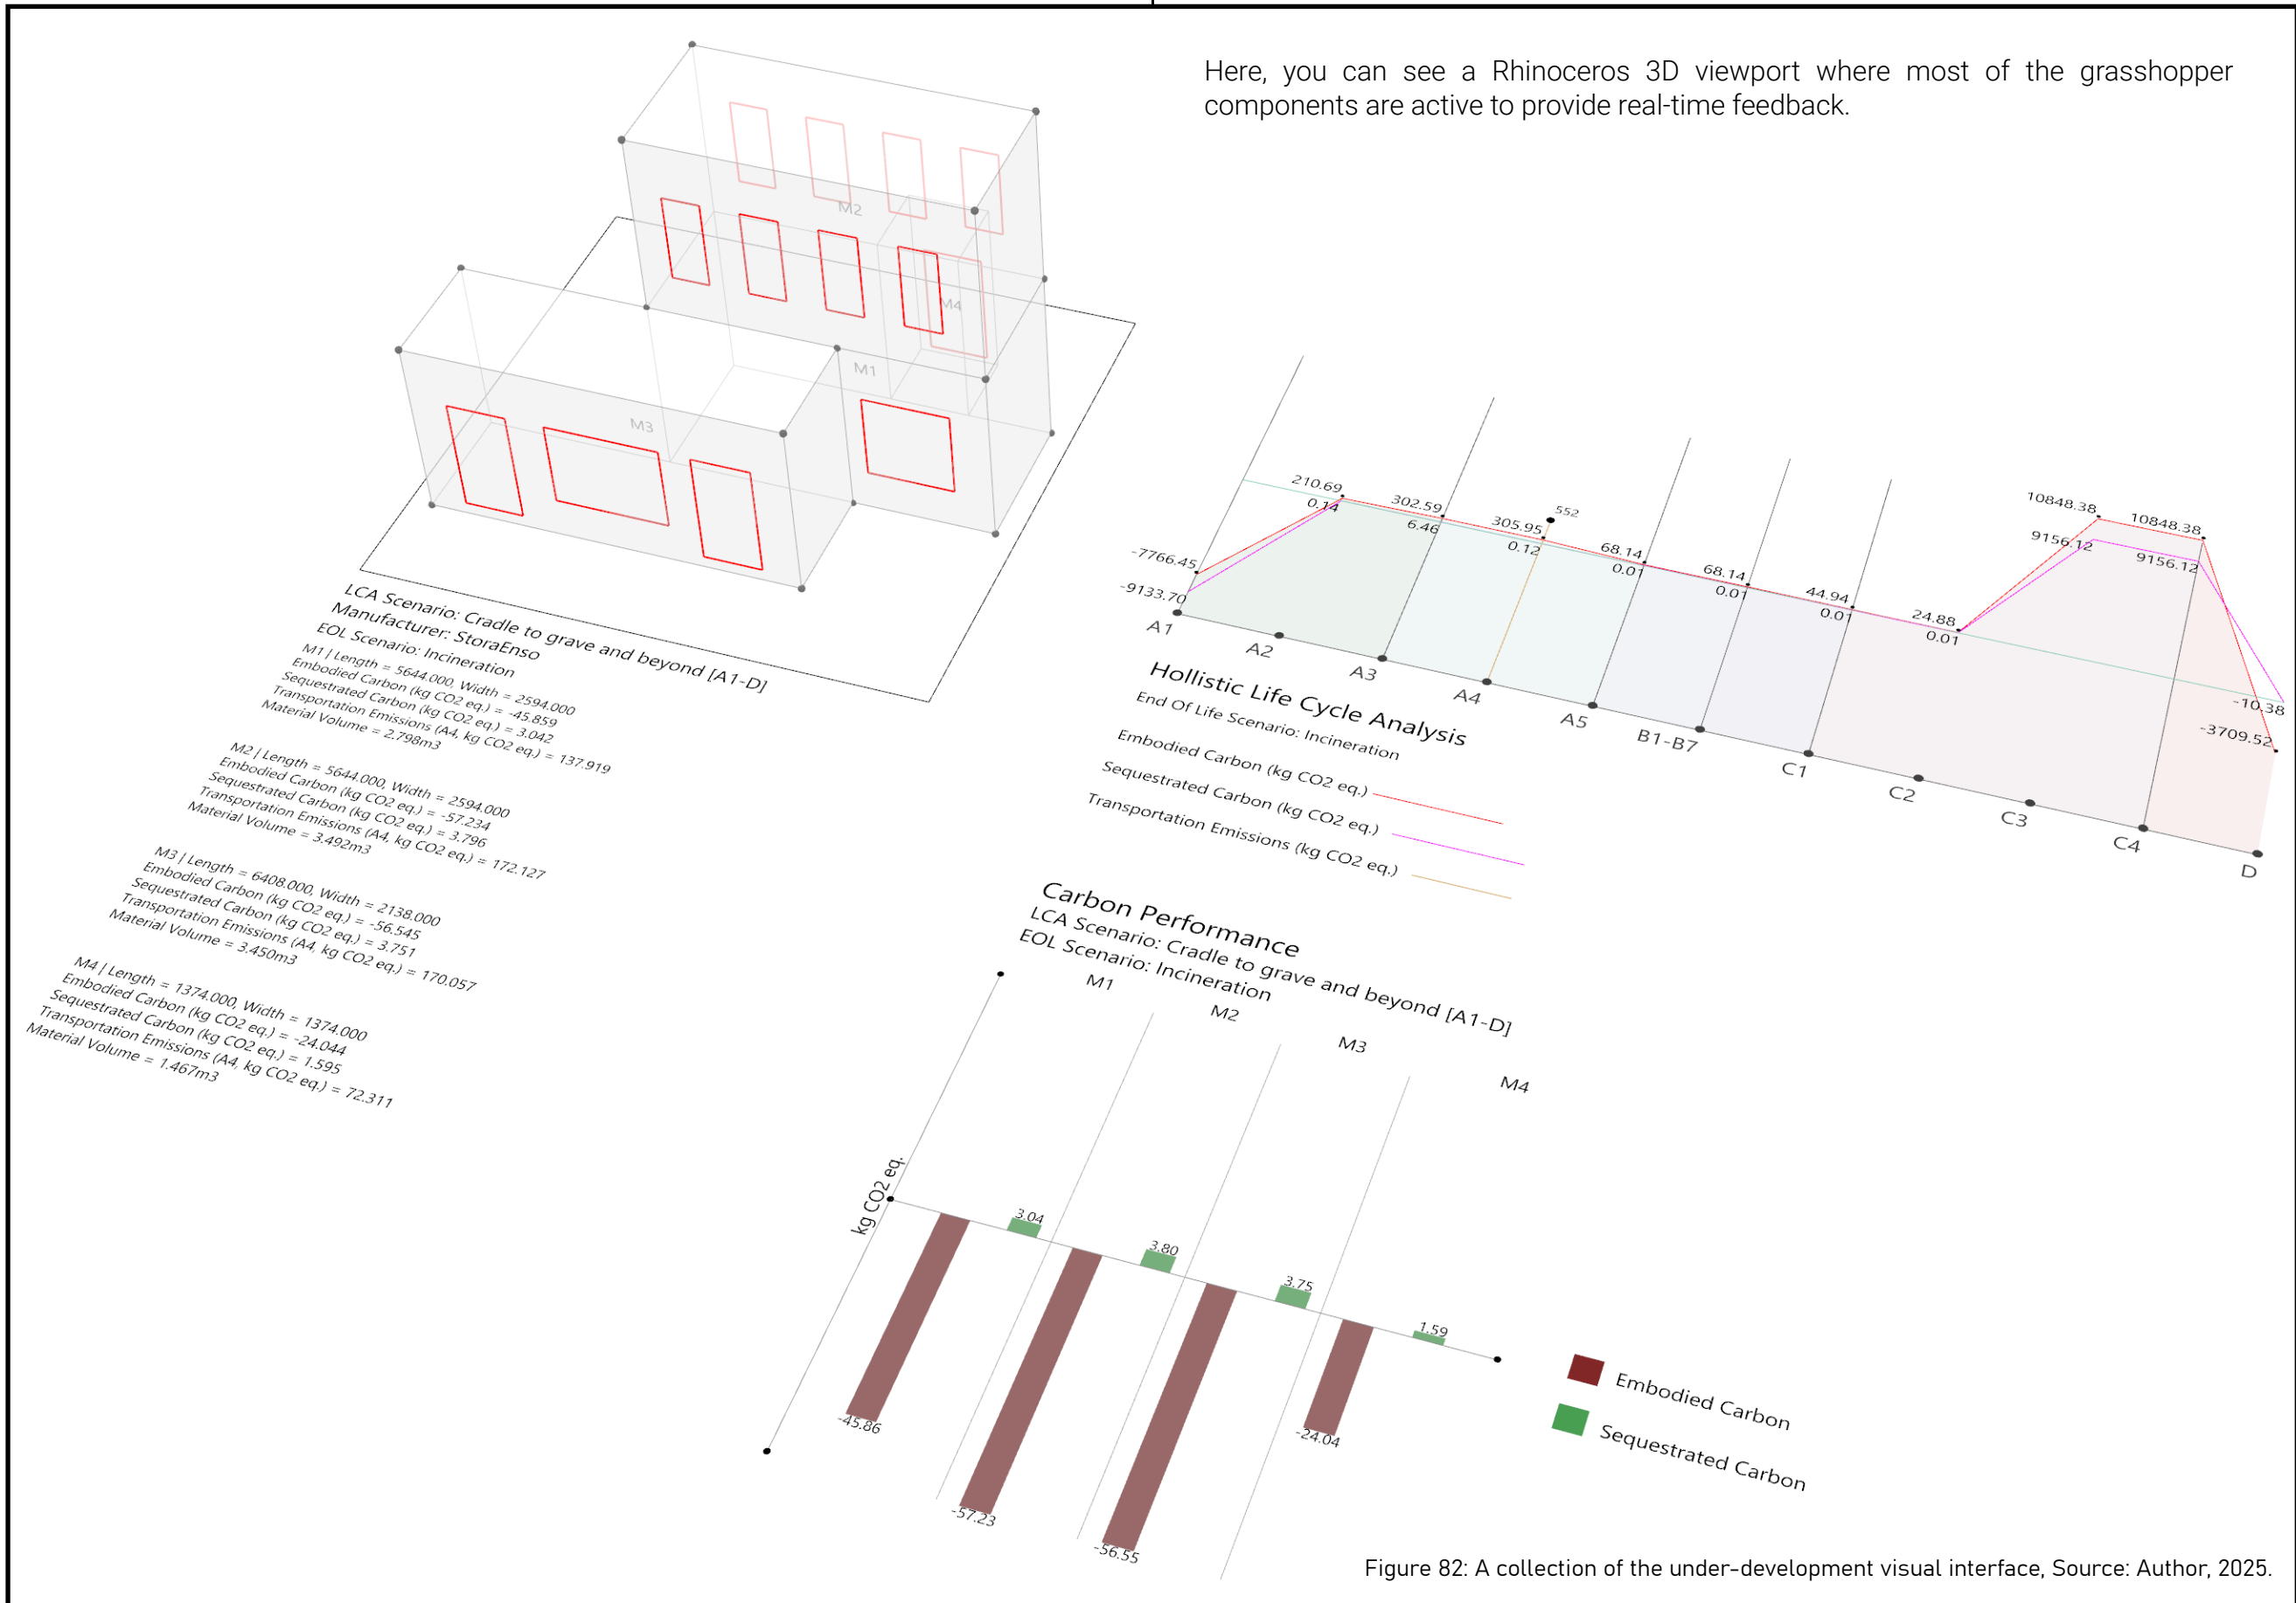 Here, you can see a Rhinoceros 3D viewport where most of the grasshopper
components are active to provide real-time feedback.
M2
M4
M1
M3
LCA Scenario: Cradle to grave and beyond [A1-D]
Manufacturer: StoraEnso
EOL Scenario: Incineration
M1 | Length = 5644.000, Width = 2594.000
Embodied Carbon (kg CO2 eq.) = -45.859
Sequestrated Carbon (kg CO2 eq.) = 3.042
Transportation Emissions (A4, kg CO2 eq.) = 137.919
Material Volume = 2.798m3
M2 | Length = 5644.000, Width = 2594.000
Embodied Carbon (kg CO2 eq.) = -57.234
Sequestrated Carbon (kg CO2 eq.) = 3.796
Transportation Emissions (A4, kg CO2 eq.) = 172.127
Material Volume = 3.492m3
M3 | Length = 6408.000, Width = 2138.000
Embodied Carbon (kg CO2 eq.) = -56.545
Sequestrated Carbon (kg CO2 eq.) = 3.751
Transportation Emissions (A4, kg CO2 eq.) = 170.057
Material Volume = 3.450m3
M4 | Length = 1374.000, Width = 1374.000
Embodied Carbon (kg CO2 eq.) = -24.044
Sequestrated Carbon (kg CO2 eq.) = 1.595
Transportation Emissions (A4, kg CO2 eq.) = 72.311
Material Volume = 1.467m3
-7766.45
-9133.70
210.69
0.14
302.59
6.46
305.95
0.12
552
68.14
0.01
68.14
0.01
44.94
0.01
24.88
0.01
10848.38
9156.12
10848.38
9156.12
-10.38
-3709.52
A1
A2
A3
A4
A5
B1-B7
C1
C2
C3
C4
D
Hollistic Life Cycle Analysis
End Of Life Scenario: Incineration
Embodied Carbon (kg CO2 eq.)
Sequestrated Carbon (kg CO2 eq.)
Transportation Emissions (kg CO2 eq.)
Carbon Performance
LCA Scenario: Cradle to grave and beyond [A1-D]
EOL Scenario: Incineration
M1
M2
M3
M4
kg CO2 eq.
3.04
3.80
3.75
1.59
-45.86
-57.23
-56.55
-24.04
Embodied Carbon
Sequestrated Carbon
Figure 82: A collection of the under-development visual interface, Source: Author, 2025.